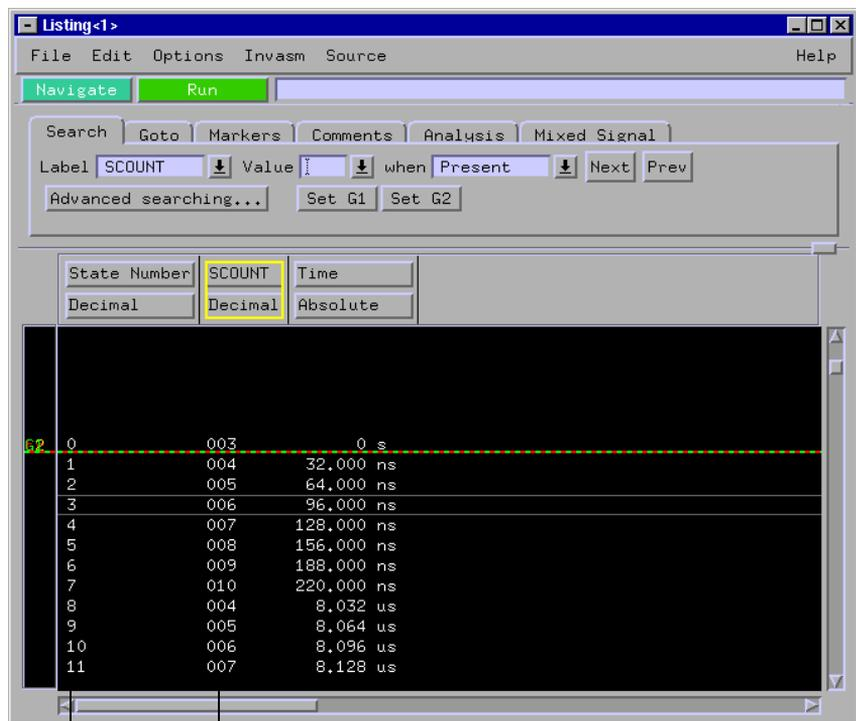 Listing<1>
File Edit Options Invasm Source Help
Navigate Run
Search Goto Markers Comments Analysis Mixed Signal
Label SCOUNT Value when Present Next Prev
Advanced searching... Set G1 Set G2
State Number SCOUNT Time
Decimal Decimal Absolute
G2 0 003 0 s
1 004 32.000 ns
2 005 64.000 ns
3 006 96.000 ns
4 007 128.000 ns
5 008 156.000 ns
6 009 188.000 ns
7 010 220.000 ns
8 004 8.032 us
9 005 8.064 us
10 006 8.096 us
11 007 8.128 us